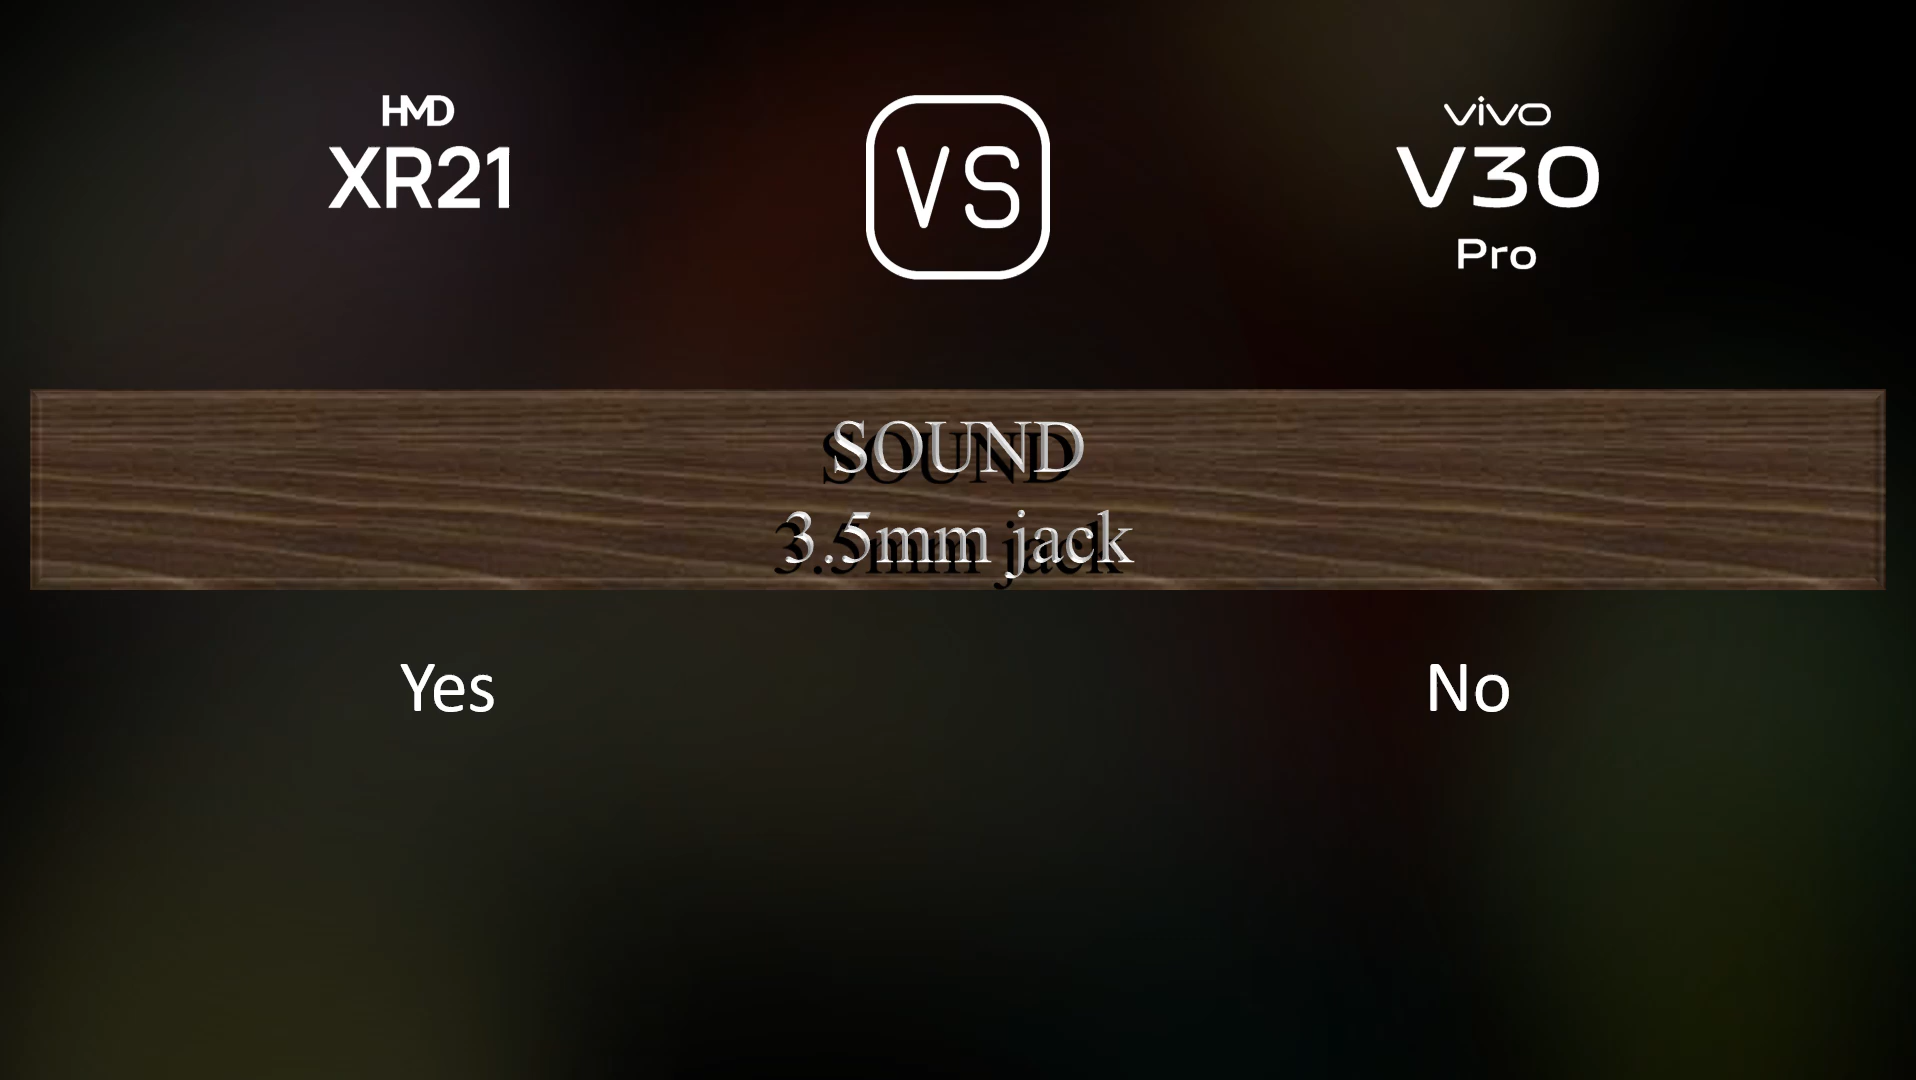 HMD
XR21
VS
vivo
V30
Pro
SOUND
3.5mm jack
Yes
No